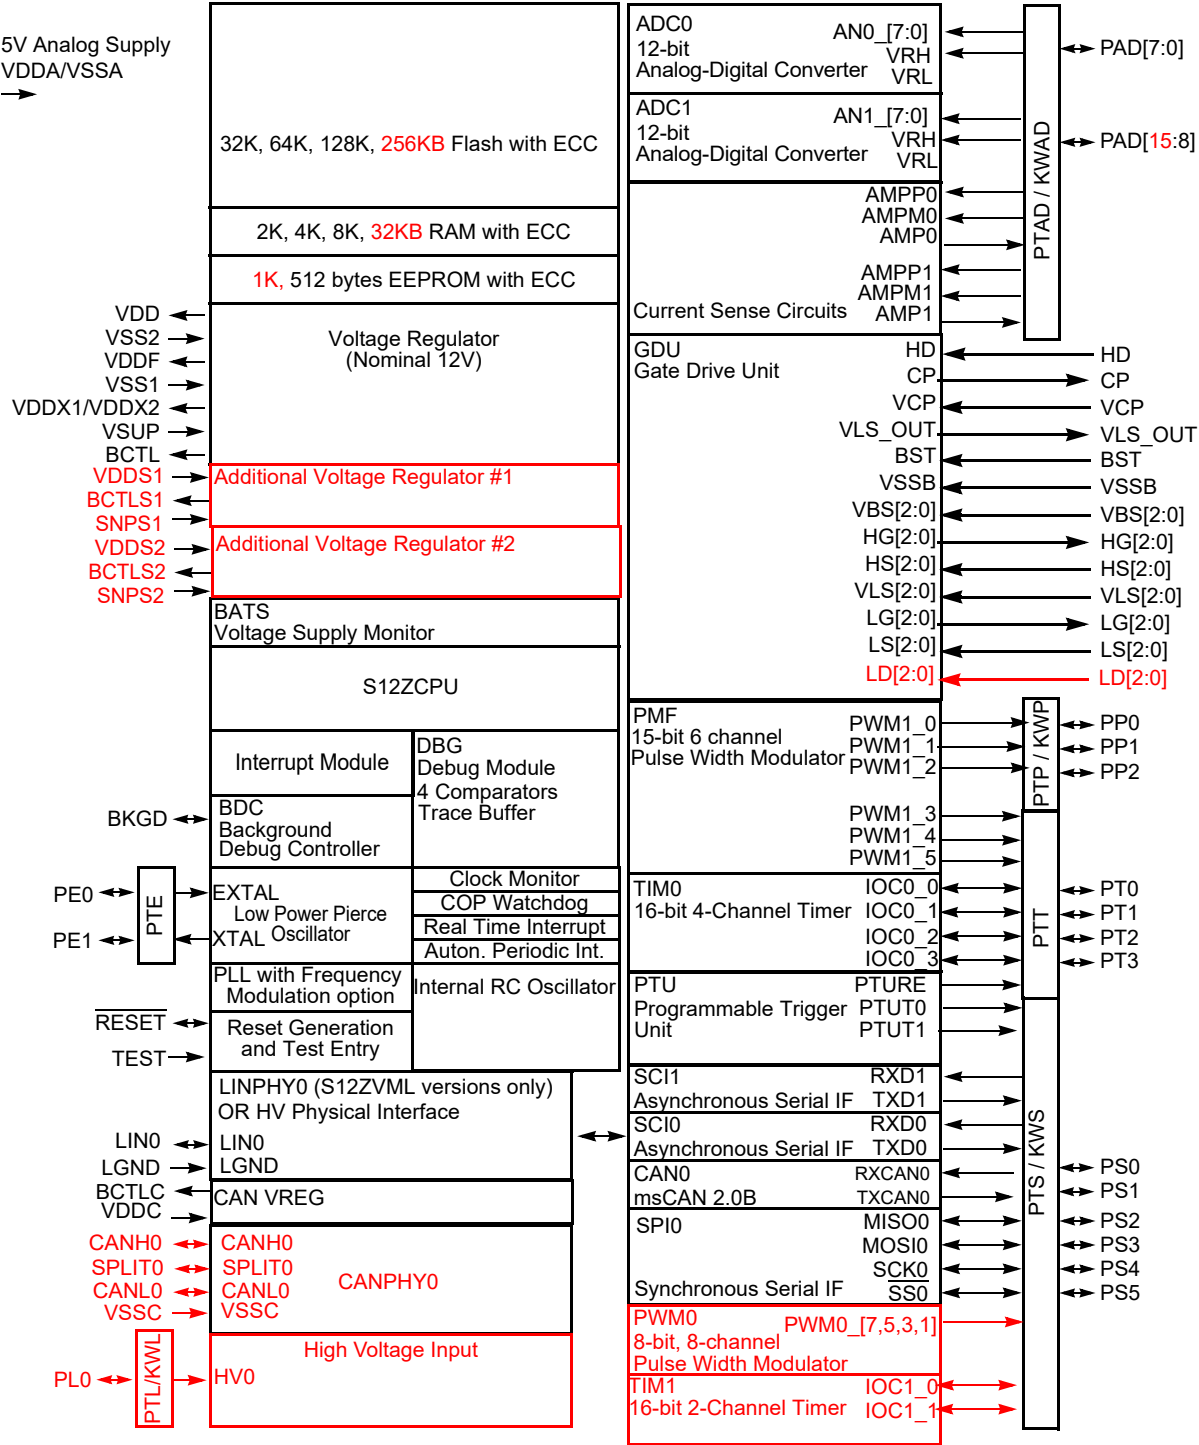 5V Analog Supply
VDDA/VSSA
32K, 64K, 128K, 256KB Flash with ECC
2K, 4K, 8K, 32KB RAM with ECC
1K, 512 bytes EEPROM with ECC
VDD
VSS2
VDDF
VSS1
VDDX1/VDDX2
VSUP
BCTL
Voltage Regulator
(Nominal 12V)
VDDS1
BCTLS1
SNPS1
Additional Voltage Regulator #1
VDDS2
BCTLS2
SNPS2
Additional Voltage Regulator #2
BATS
Voltage Supply Monitor
S12ZCPU
Interrupt Module
DBG
Debug Module
4 Comparators
Trace Buffer
BKGD
BDC
Background
Debug Controller
PE0
PE1
PTE
EXTAL
Low Power Pierce
Oscillator
XTAL
Clock Monitor
COP Watchdog
Real Time Interrupt
Auton. Periodic Int.
PLL with Frequency
Modulation option
Internal RC Oscillator
RESET
TEST
Reset Generation
and Test Entry
LINPHY0 (S12ZVML versions only)
OR HV Physical Interface
LIN0
LGND
LIN0
LGND
BCTLC
VDDC
CAN VREG
CANH0
SPLIT0
CANL0
VSSC
CANH0
SPLIT0
CANL0
VSSC
CANPHY0
PL0
PTL/KWL
High Voltage Input
HV0
ADC0
12-bit
Analog-Digital Converter
AN0_[7:0]
VRH
VRL
ADC1
12-bit
Analog-Digital Converter
AN1_[7:0]
VRH
VRL
AMPP0
AMPM0
AMP0
AMPP1
AMPM1
AMP1
Current Sense Circuits
PTAD / KWAD
PAD[7:0]
PAD[15:8]
GDU
Gate Drive Unit
HD
CP
VCP
VLS_OUT
BST
VSSB
VBS[2:0]
HG[2:0]
HS[2:0]
VLS[2:0]
LG[2:0]
LS[2:0]
LD[2:0]
HD
CP
VCP
VLS_OUT
BST
VSSB
VBS[2:0]
HG[2:0]
HS[2:0]
VLS[2:0]
LG[2:0]
LS[2:0]
LD[2:0]
PMF
15-bit 6 channel
Pulse Width Modulator
PWM1_0
PWM1_1
PWM1_2
PWM1_3
PWM1_4
PWM1_5
PTP / KWP
PP0
PP1
PP2
TIM0
16-bit 4-Channel Timer
IOC0_0
IOC0_1
IOC0_2
IOC0_3
PTT
PT0
PT1
PT2
PT3
PTU
Programmable Trigger
Unit
PTURE
PTUT0
PTUT1
SCI1
Asynchronous Serial IF
RXD1
TXD1
SCI0
Asynchronous Serial IF
RXD0
TXD0
CAN0
msCAN 2.0B
RXCAN0
TXCAN0
SPI0
Synchronous Serial IF
MISO0
MOSI0
SCK0
SS0
PTS / KWS
PS0
PS1
PS2
PS3
PS4
PS5
PWM0
8-bit, 8-channel
Pulse Width Modulator
PWM0_[7,5,3,1]
TIM1
16-bit 2-Channel Timer
IOC1_0
IOC1_1